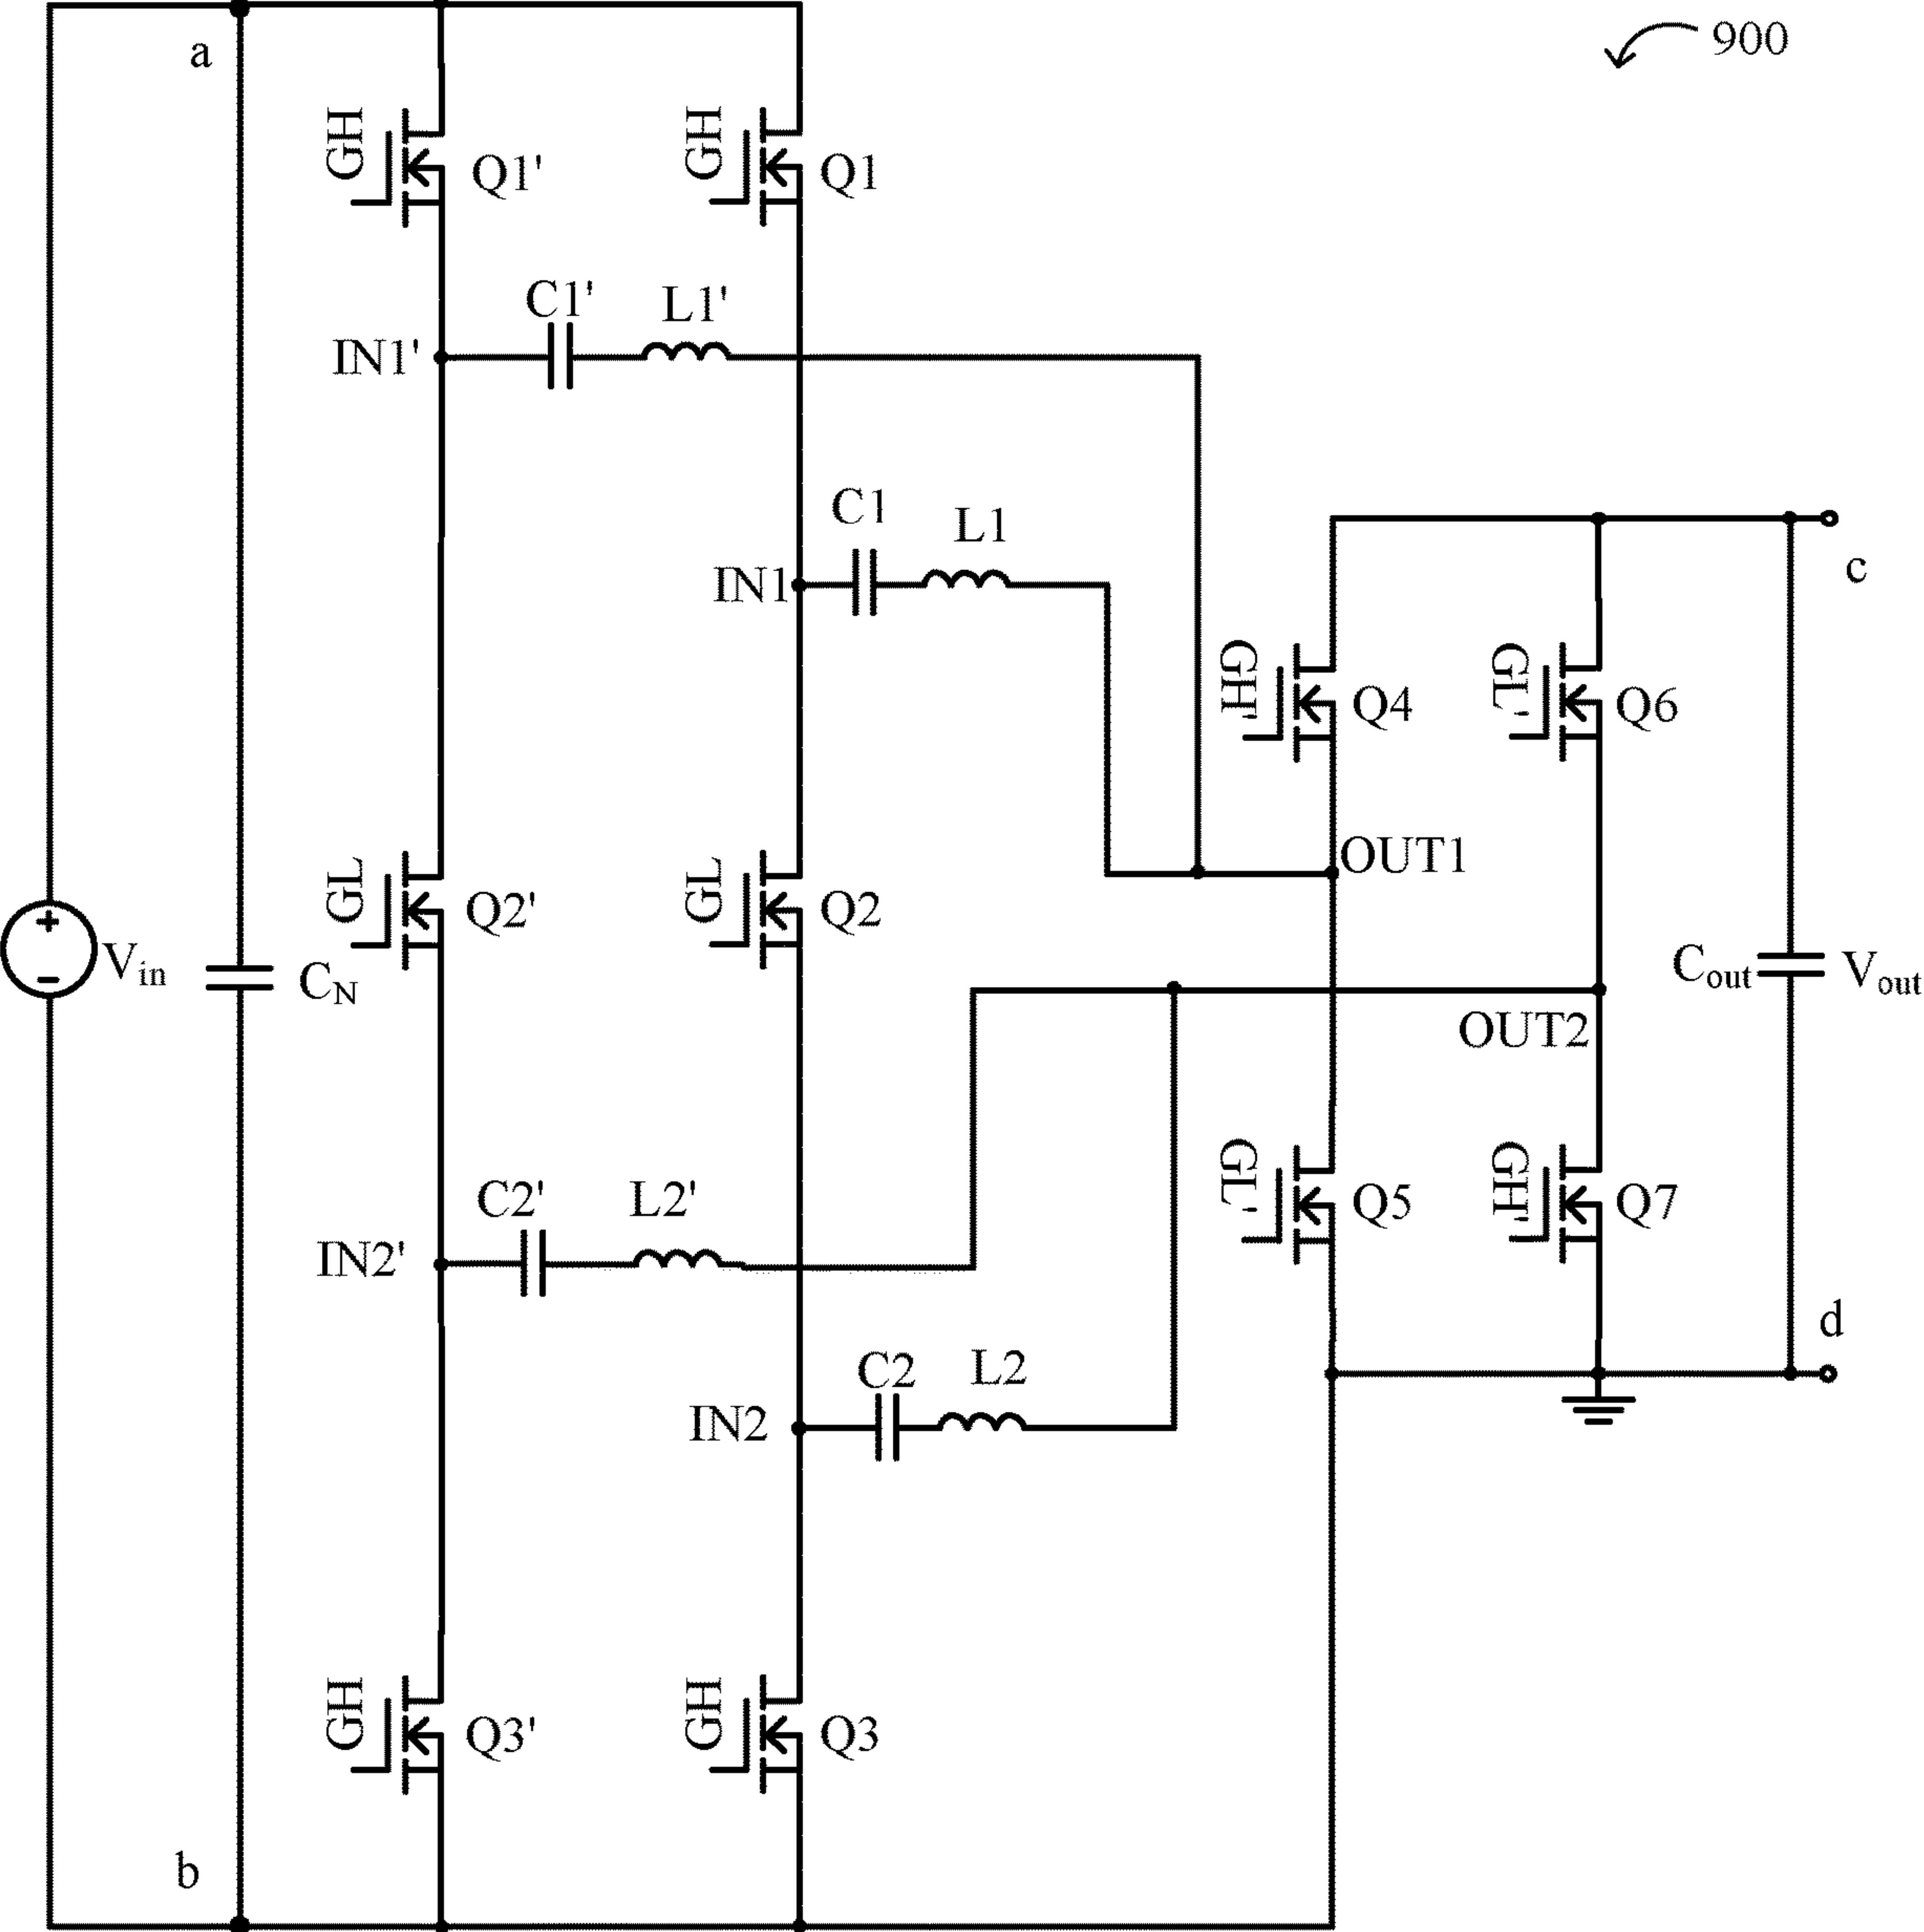 900
a
GH
Q1'
GH
Q1
C1'
L1'
IN1'
C1
L1
IN1
c
GH'
Q4
GL'
Q6
OUT1
GL
Q2'
GL
Q2
Vin
CN
Cout
Vout
OUT2
GL'
Q5
GH'
Q7
C2'
L2'
IN2'
d
C2
L2
IN2
GH
Q3'
GH
Q3
b